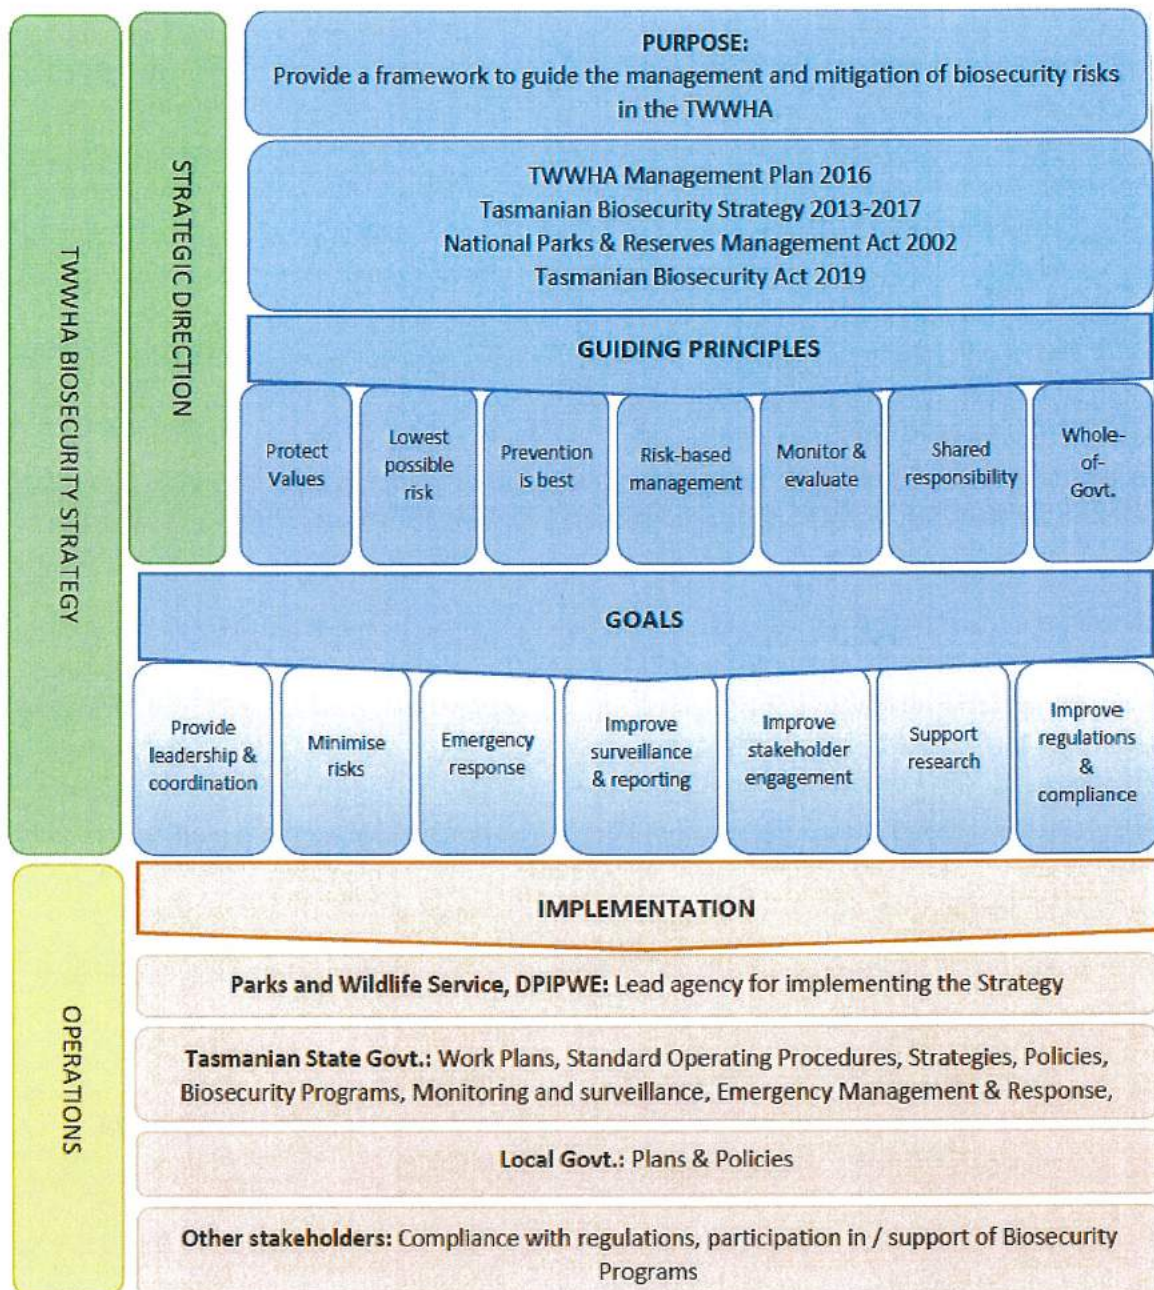 TWWHA BIOSECURITY STRATEGY
STRATEGIC DIRECTION
PURPOSE:
Provide a framework to guide the management and mitigation of biosecurity risks
in the TWWHA
TWWHA Management Plan 2016
Tasmanian Biosecurity Strategy 2013-2017
National Parks & Reserves Management Act 2002
Tasmanian Biosecurity Act 2019
GUIDING PRINCIPLES
Protect
Values
Lowest
possible
risk
Prevention
is best
Risk-based
management
Monitor &
evaluate
Shared
responsibility
Whole-
of-
Govt.
GOALS
Provide
leadership &
coordination
Minimise
risks
Emergency
response
Improve
surveillance
& reporting
Improve
stakeholder
engagement
Support
research
Improve
regulations
&
compliance
OPERATIONS
IMPLEMENTATION
Parks and Wildlife Service, DPIPWE: Lead agency for implementing the Strategy
Tasmanian State Govt.: Work Plans, Standard Operating Procedures, Strategies, Policies,
Biosecurity Programs, Monitoring and surveillance, Emergency Management & Response,
Local Govt.: Plans & Policies
Other stakeholders: Compliance with regulations, participation in / support of Biosecurity
Programs